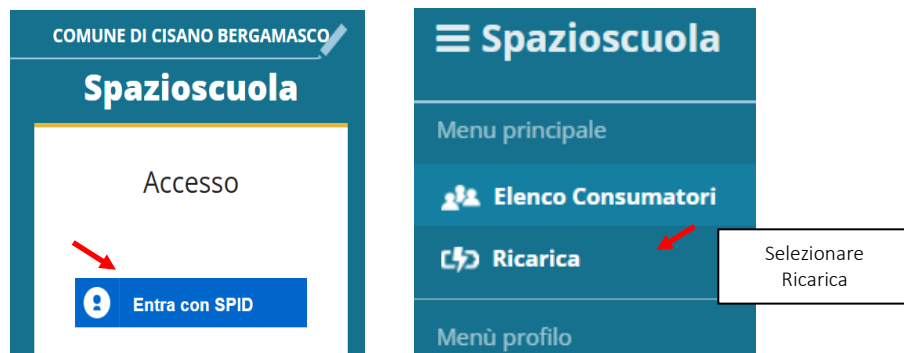 COMUNE DI CISANO BERGAMASCO
Spazioscuola
Accesso
Entra con SPID
Spazioscuola
Menu principale
Elenco Consumatori
Ricarica
Menù profilo
Selezionare
Ricarica